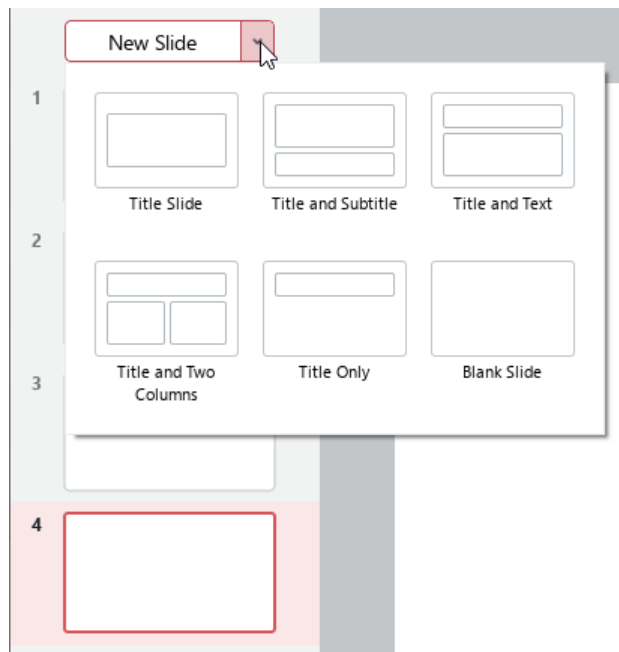 New Slide
1
Title Slide
Title and Subtitle
Title and Text
2
Title and Two
Columns
Title Only
Blank Slide
3
4